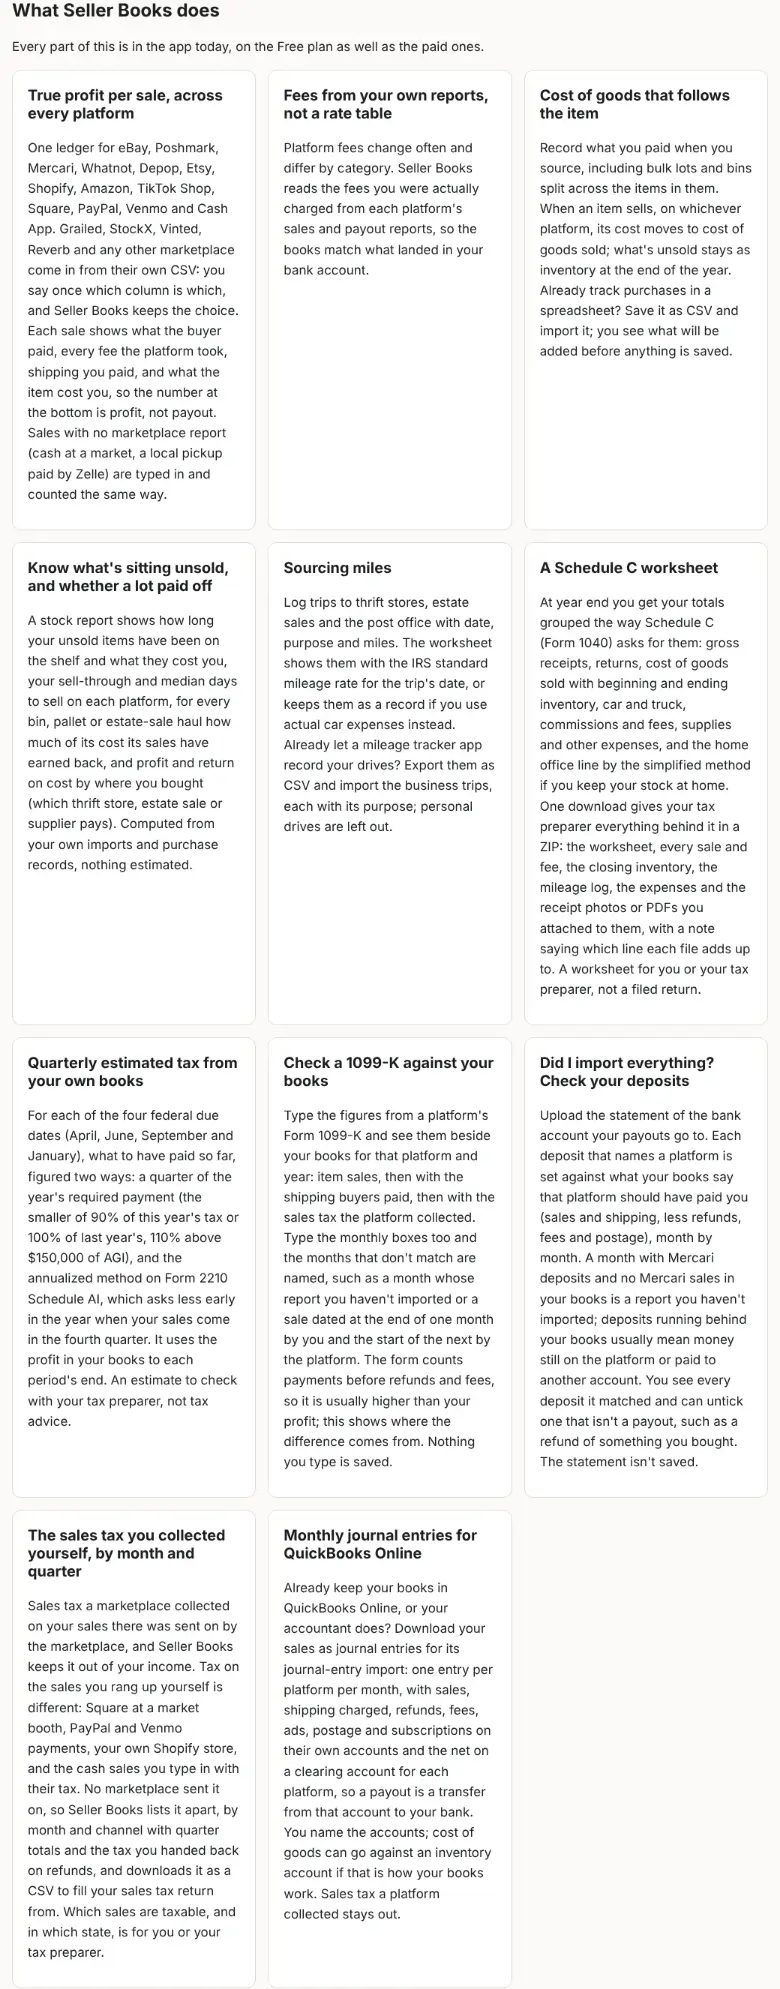 What Seller Books does
Every part of this is in the app today, on the Free plan as well as the paid ones.
True profit per sale, across
every platform
One ledger for eBay, Poshmark,
Mercari, Whatnot, Depop, Etsy,
Shopify, Amazon, TikTok Shop,
Square, PayPal, Venmo and Cash
App. Grailed, StockX, Vinted,
Reverb and any other marketplace
come in from their own CSV: you
say once which column is which,
and Seller Books keeps the choice.
Each sale shows what the buyer
paid, every fee the platform took,
shipping you paid, and what the
item cost you, so the number at
the bottom is profit, not payout.
Sales with no marketplace report
(cash at a market, a local pickup
paid by Zelle) are typed in and
counted the same way.
Fees from your own reports,
not a rate table
Platform fees change often and
differ by category. Seller Books
reads the fees you were actually
charged from each platform's
sales and payout reports, so the
books match what landed in your
bank account.
Cost of goods that follows
the item
Record what you paid when you
source, including bulk lots and bins
split across the items in them.
When an item sells, on whichever
platform, its cost moves to cost of
goods sold; what's unsold stays as
inventory at the end of the year.
Already track purchases in a
spreadsheet? Save it as CSV and
import it; you see what will be
added before anything is saved.
Know what's sitting unsold,
and whether a lot paid off
A stock report shows how long
your unsold items have been on
the shelf and what they cost you,
your sell-through and median days
to sell on each platform, for every
bin, pallet or estate-sale haul how
much of its cost its sales have
earned back, and profit and return
on cost by where you bought
(which thrift store, estate sale or
supplier pays). Computed from
your own imports and purchase
records, nothing estimated.
Sourcing miles
Log trips to thrift stores, estate
sales and the post office with date,
purpose and miles. The worksheet
shows them with the IRS standard
mileage rate for the trip's date, or
keeps them as a record if you use
actual car expenses instead.
Already let a mileage tracker app
record your drives? Export them as
CSV and import the business trips,
each with its purpose; personal
drives are left out.
A Schedule C worksheet
At year end you get your totals
grouped the way Schedule C
(Form 1040) asks for them: gross
receipts, returns, cost of goods
sold with beginning and ending
inventory, car and truck,
commissions and fees, supplies
and other expenses, and the home
office line by the simplified method
if you keep your stock at home.
One download gives your tax
preparer everything behind it in a
ZIP: the worksheet, every sale and
fee, the closing inventory, the
mileage log, the expenses and the
receipt photos or PDFs you
attached to them, with a note
saying which line each file adds up
to. A worksheet for you or your tax
preparer, not a filed return.
Quarterly estimated tax from
your own books
For each of the four federal due
dates (April, June, September and
January), what to have paid so far,
figured two ways: a quarter of the
year's required payment (the
smaller of 90% of this year's tax or
100% of last year's, 110% above
$150,000 of AGI), and the
annualized method on Form 2210
Schedule AI, which asks less early
in the year when your sales come
in the fourth quarter. It uses the
profit in your books to each
period's end. An estimate to check
with your tax preparer, not tax
advice.
Check a 1099-K against your
books
Type the figures from a platform's
Form 1099-K and see them beside
your books for that platform and
year: item sales, then with the
shipping buyers paid, then with the
sales tax the platform collected.
Type the monthly boxes too and
the months that don't match are
named, such as a month whose
report you haven't imported or a
sale dated at the end of one month
by you and the start of the next by
the platform. The form counts
payments before refunds and fees,
so it is usually higher than your
profit; this shows where the
difference comes from. Nothing
you type is saved.
Did I import everything?
Check your deposits
Upload the statement of the bank
account your payouts go to. Each
deposit that names a platform is
set against what your books say
that platform should have paid you
(sales and shipping, less refunds,
fees and postage), month by
month. A month with Mercari
deposits and no Mercari sales in
your books is a report you haven't
imported; deposits running behind
your books usually mean money
still on the platform or paid to
another account. You see every
deposit it matched and can untick
one that isn't a payout, such as a
refund of something you bought.
The statement isn't saved.
The sales tax you collected
yourself, by month and
quarter
Sales tax a marketplace collected
on your sales there was sent on by
the marketplace, and Seller Books
keeps it out of your income. Tax on
the sales you rang up yourself is
different: Square at a market
booth, PayPal and Venmo
payments, your own Shopify store,
and the cash sales you type in with
their tax. No marketplace sent it
on, so Seller Books lists it apart, by
month and channel with quarter
totals and the tax you handed back
on refunds, and downloads it as a
CSV to fill your sales tax return
from. Which sales are taxable, and
in which state, is for you or your
tax preparer.
Monthly journal entries for
QuickBooks Online
Already keep your books in
QuickBooks Online, or your
accountant does? Download your
sales as journal entries for its
journal-entry import: one entry per
platform per month, with sales,
shipping charged, refunds, fees,
ads, postage and subscriptions on
their own accounts and the net on
a clearing account for each
platform, so a payout is a transfer
from that account to your bank.
You name the accounts; cost of
goods can go against an inventory
account if that is how your books
work. Sales tax a platform
collected stays out.